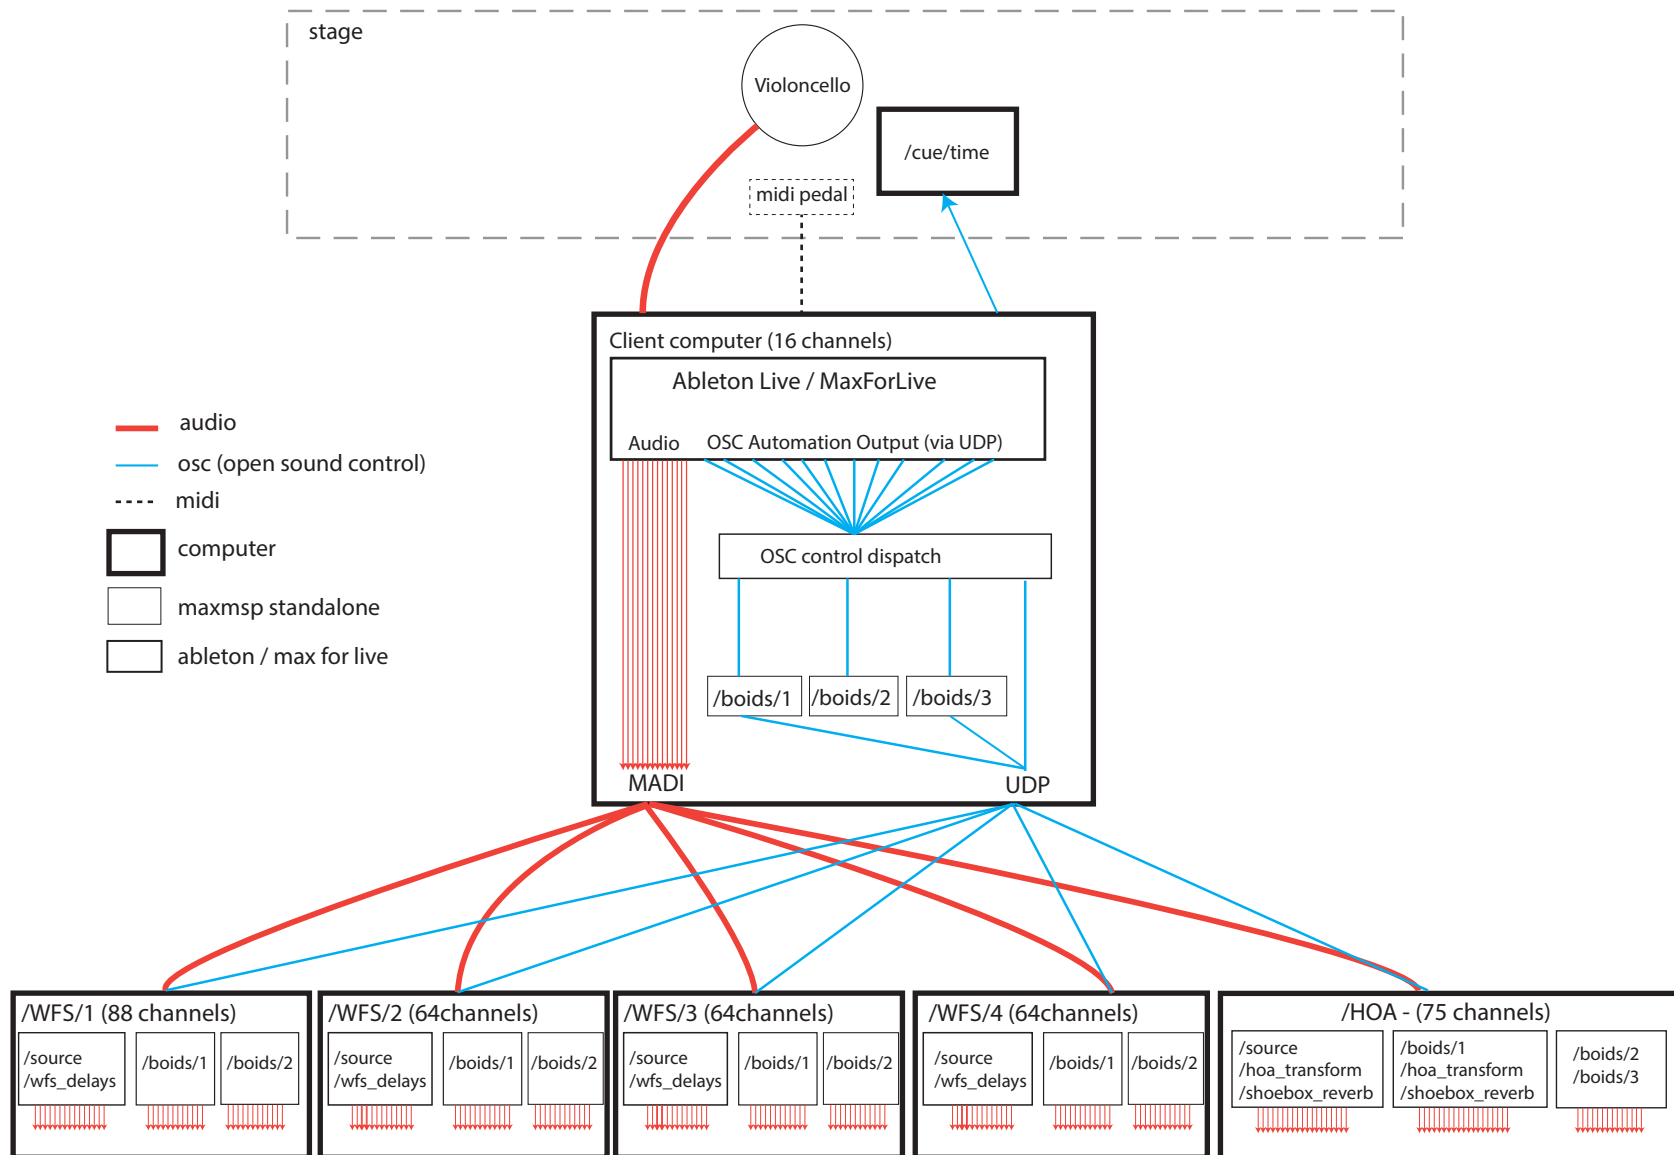 stage
Violoncello
/cue/time
midi pedal
Client computer (16 channels)
Ableton Live / MaxForLive
Audio
OSC Automation Output (via UDP)
audio
osc (open sound control)
midi
computer
maxmsp standalone
ableton / max for live
OSC control dispatch
/boids/1
/boids/2
/boids/3
MADI
UDP
/WFS/1 (88 channels)
/source
/wfs_delays
/boids/1
/boids/2
/WFS/2 (64channels)
/source
/wfs_delays
/boids/1
/boids/2
/WFS/3 (64channels)
/source
/wfs_delays
/boids/1
/boids/2
/WFS/4 (64channels)
/source
/wfs_delays
/boids/1
/boids/2
/HOA - (75 channels)
/source
/hoa_transform
/shoebox_reverb
/boids/1
/hoa_transform
/shoebox_reverb
/boids/2
/boids/3